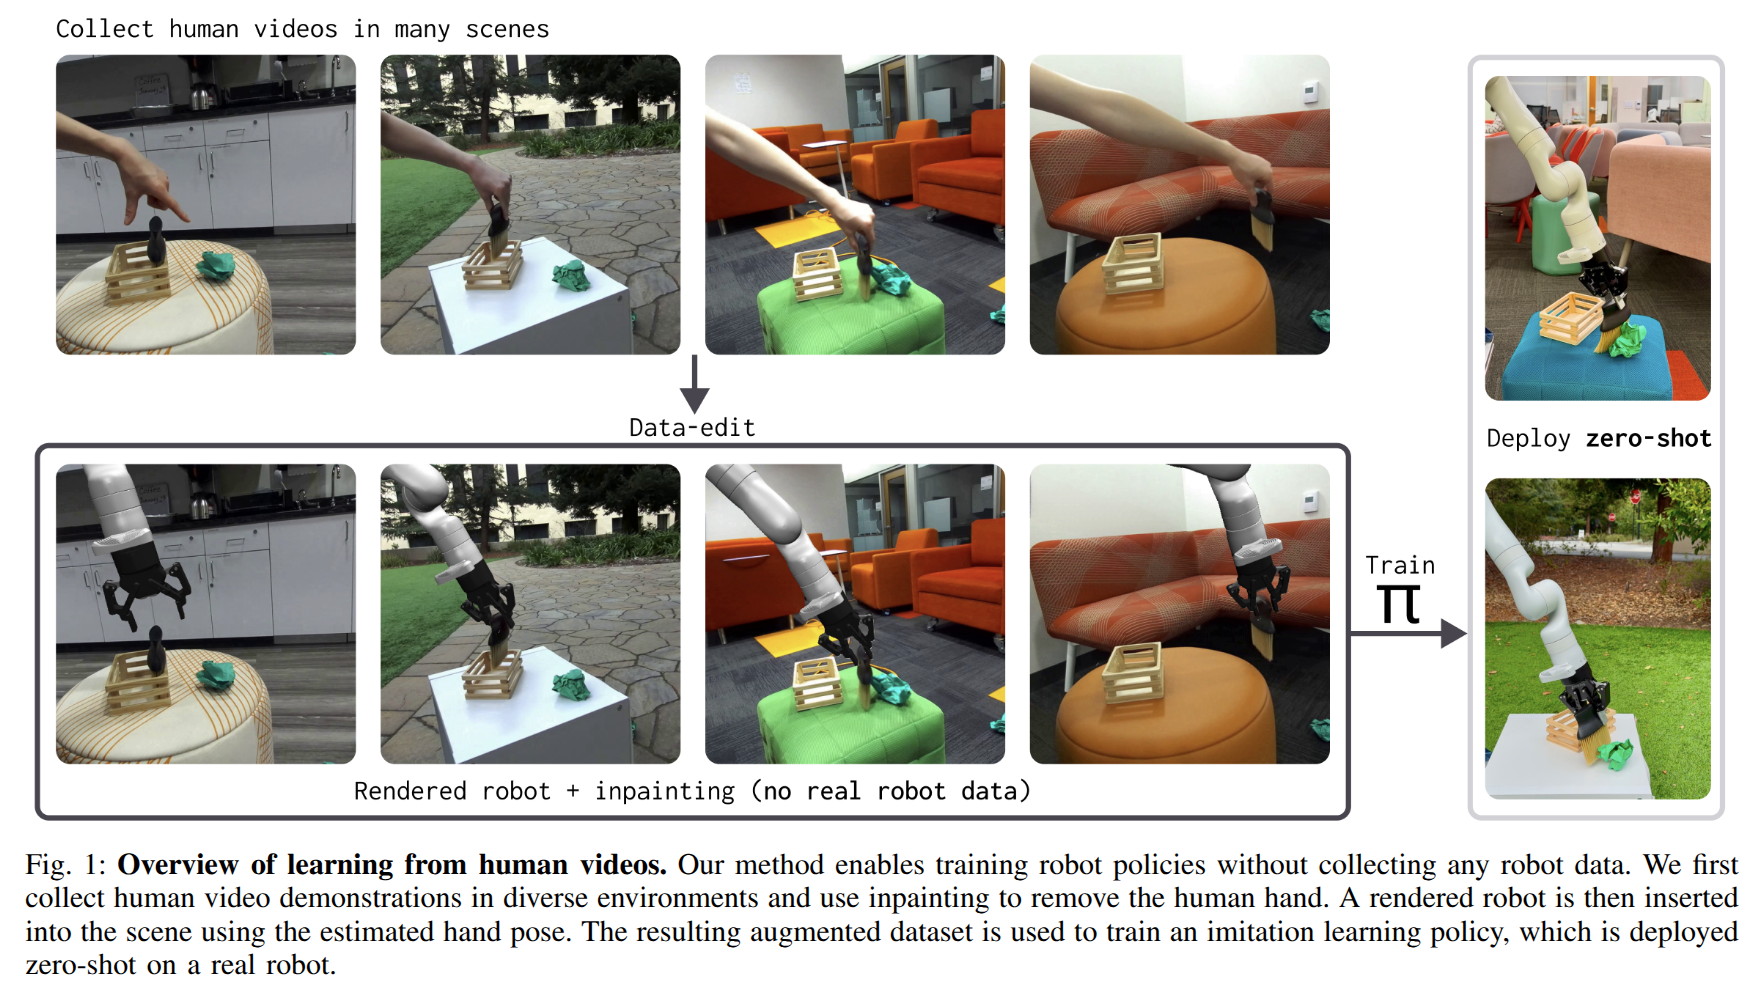 Collect human videos in many scenes
Data-edit
Rendered robot + inpainting (no real robot data)
Train
π
Deploy zero-shot
Fig. 1: Overview of learning from human videos. Our method enables training robot policies without collecting any robot data. We first
collect human video demonstrations in diverse environments and use inpainting to remove the human hand. A rendered robot is then inserted
into the scene using the estimated hand pose. The resulting augmented dataset is used to train an imitation learning policy, which is deployed
zero-shot on a real robot.